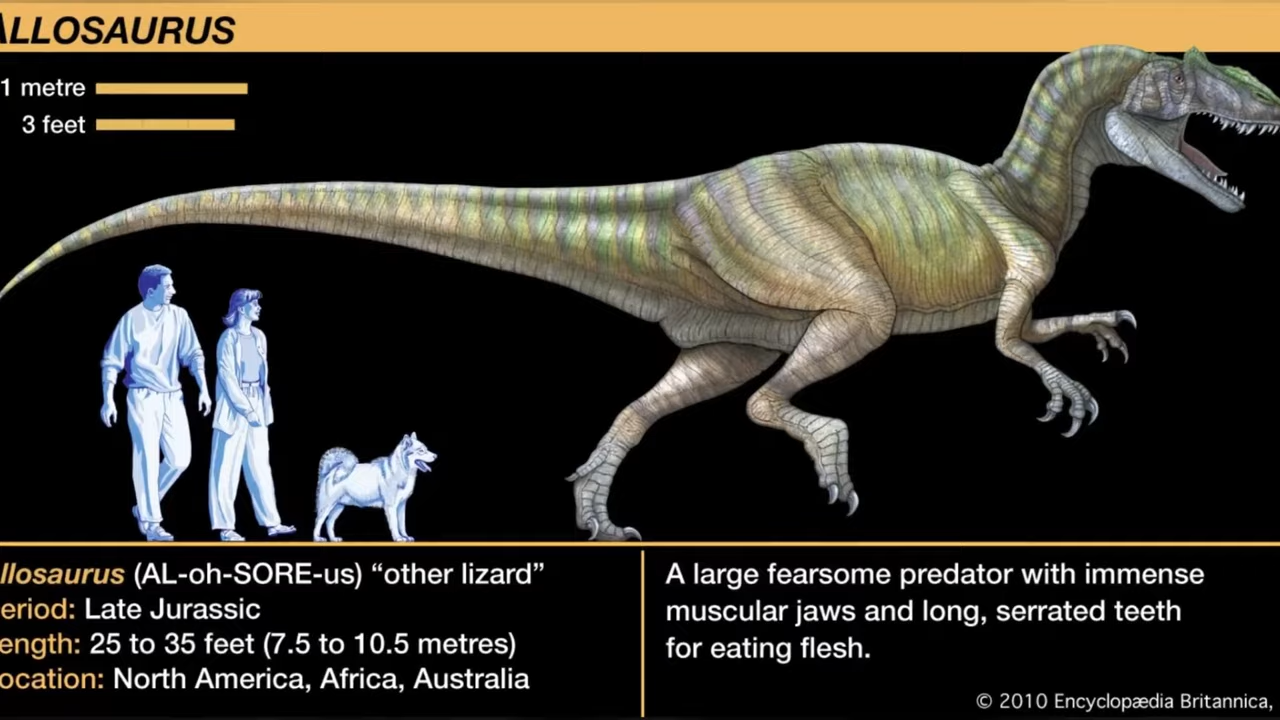 ALLOSAURUS
1 metre
3 feet
llosaurus (AL-oh-SORE-us) “other lizard”
eriod: Late Jurassic
ength: 25 to 35 feet (7.5 to 10.5 metres)
ocation: North America, Africa, Australia
A large fearsome predator with immense
muscular jaws and long, serrated teeth
for eating flesh.
© 2010 Encyclopædia Britannica,